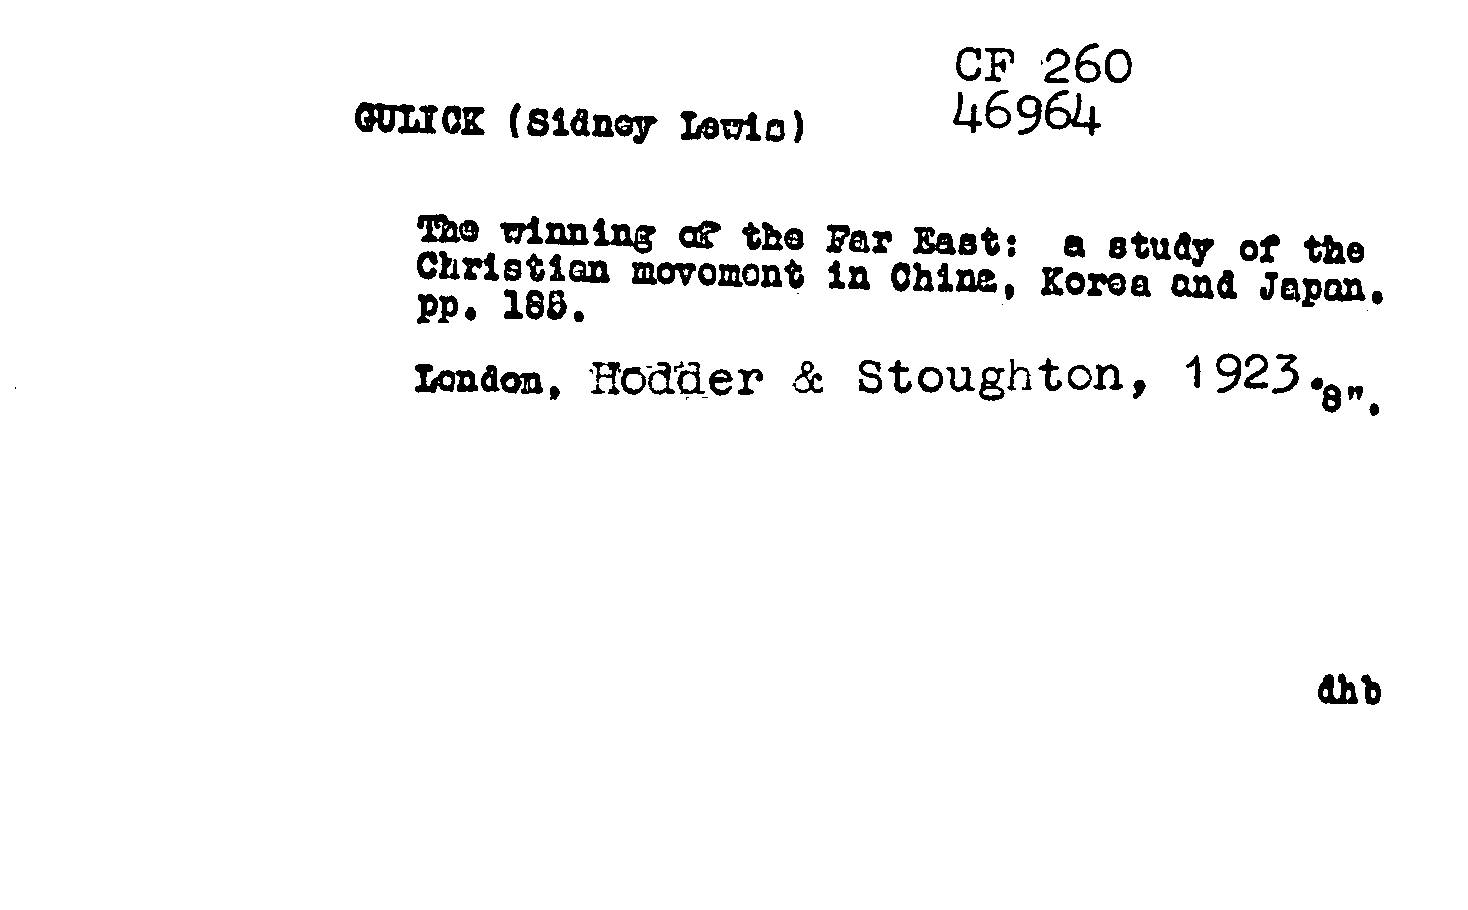 CF 260
46964
GULICK (Sidney Lewis)
The winning of the Far East: a study of the
Christian movement in China, Korea and Japan.
pp. 185.
London, Hodder & Stoughton, 1923. 8".
dhb